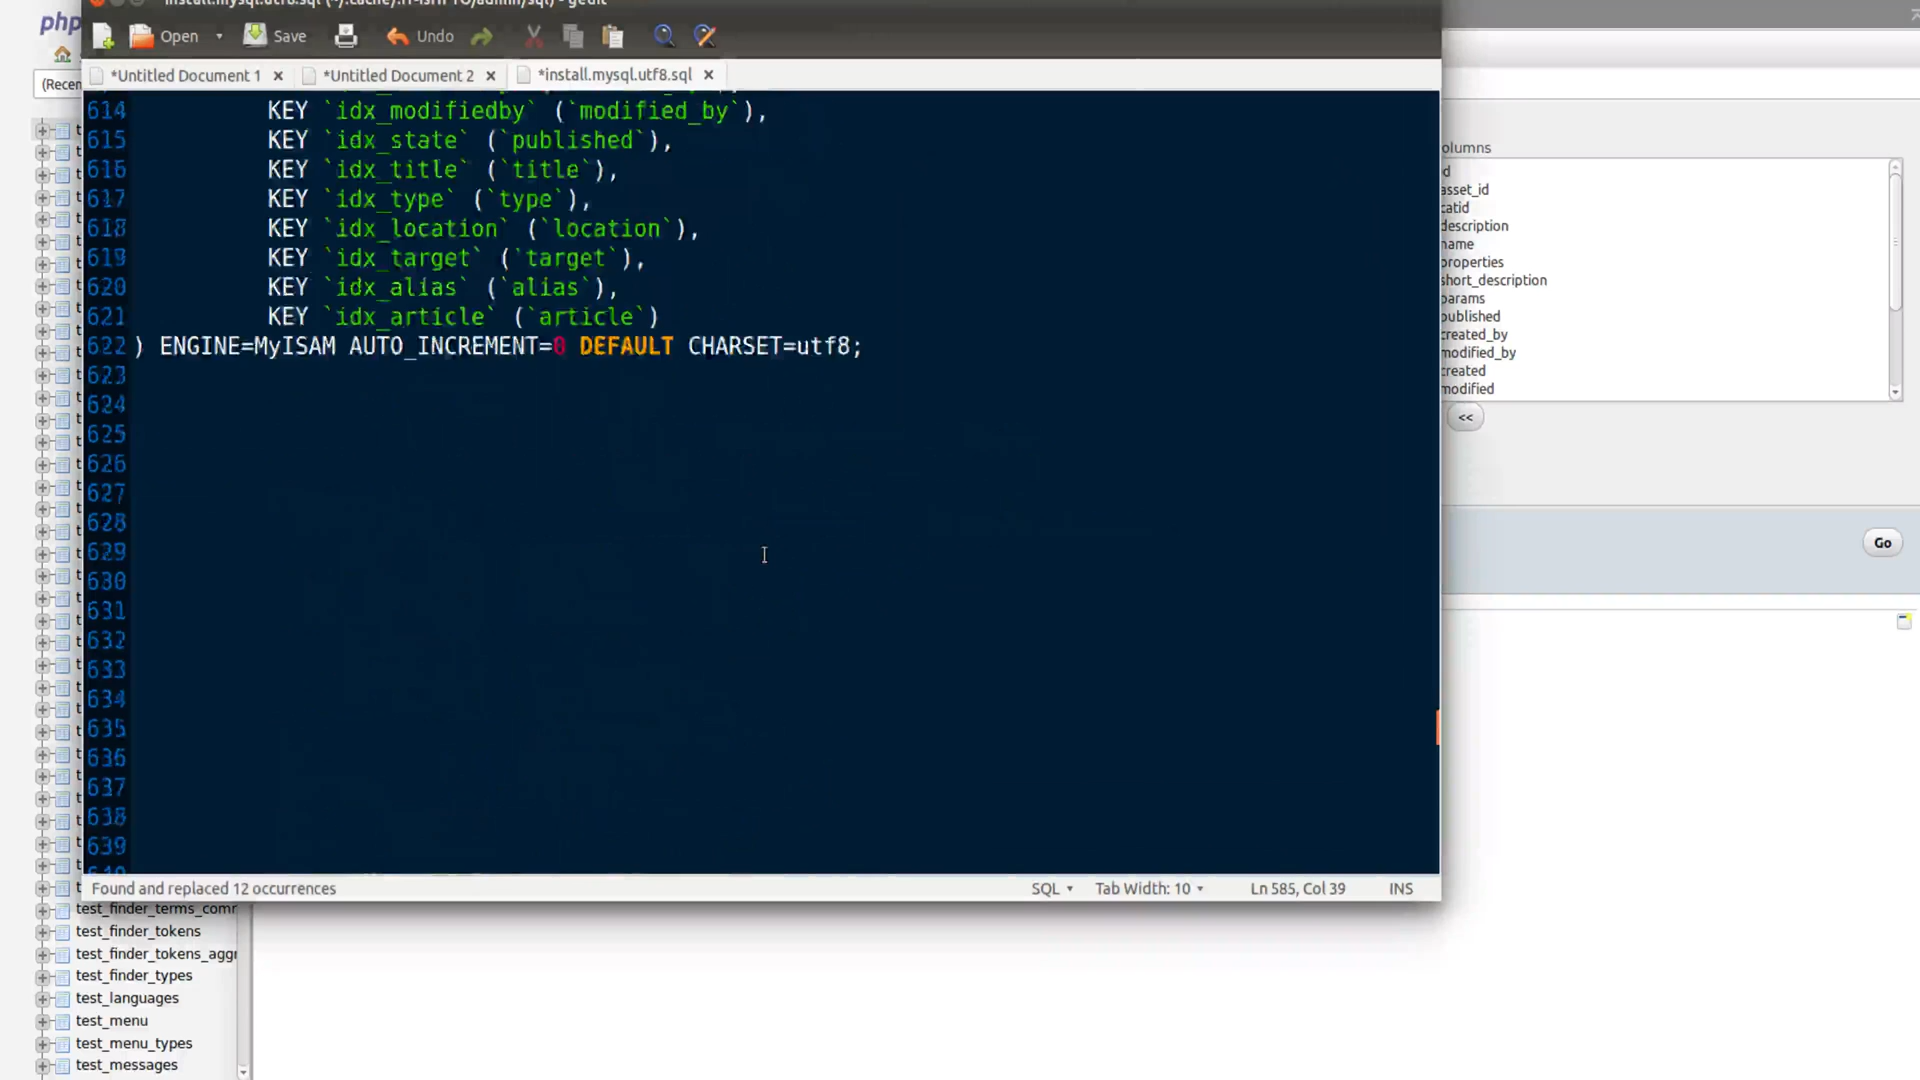 php
Open
Save
Undo
(Recen
*Untitled Document 1
*Untitled Document 2
*install.mysql.utf8.sql
614 KEY `idx_modifiedby` (`modified_by`),
615 KEY `idx_state` (`published`),
616 KEY `idx_title` (`title`),
617 KEY `idx_type` (`type`),
618 KEY `idx_location` (`location`),
619 KEY `idx_target` (`target`),
620 KEY `idx_alias` (`alias`),
621 KEY `idx_article` (`article`)
622 ) ENGINE=MyISAM AUTO_INCREMENT=0 DEFAULT CHARSET=utf8;
623
624
625
626
627
628
629
630
631
632
633
634
635
636
637
638
639
Found and replaced 12 occurrences
SQL
Tab Width: 10
Ln 585, Col 39
INS
olumns
asset_id
catid
description
name
properties
short_description
params
published
created_by
modified_by
created
modified
<<
Go
test_finder_terms_comr
test_finder_tokens
test_finder_tokens_aggr
test_finder_types
test_languages
test_menu
test_menu_types
test_messages